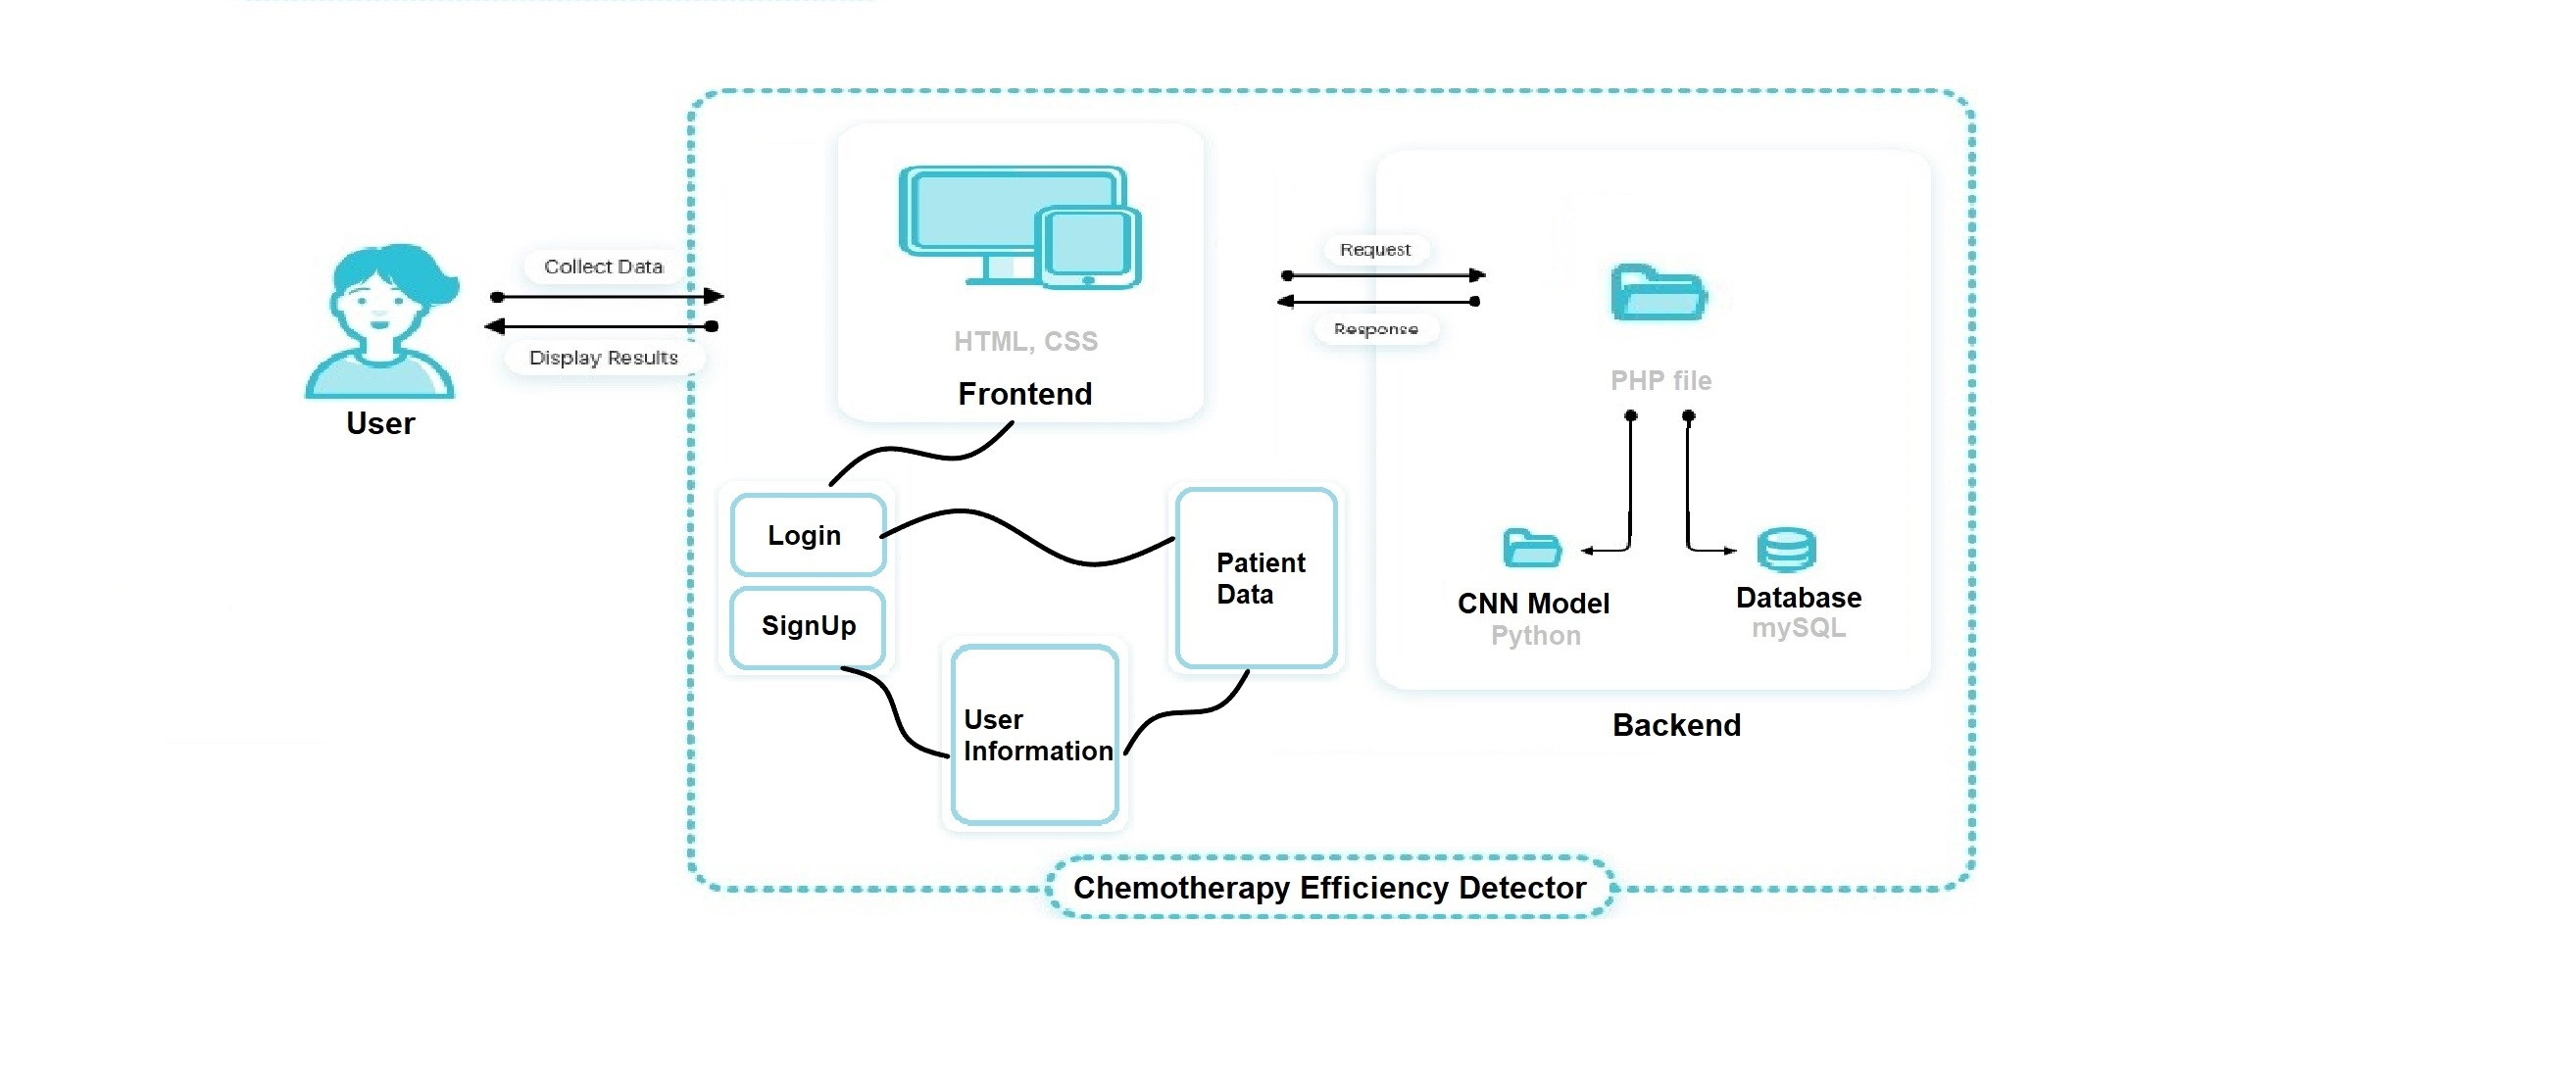 Collect Data
Display Results
User
HTML, CSS
Frontend
Request
Response
PHP file
CNN Model
Python
Database
mySQL
Backend
Login
SignUp
Patient
Data
User
Information
Chemotherapy Efficiency Detector